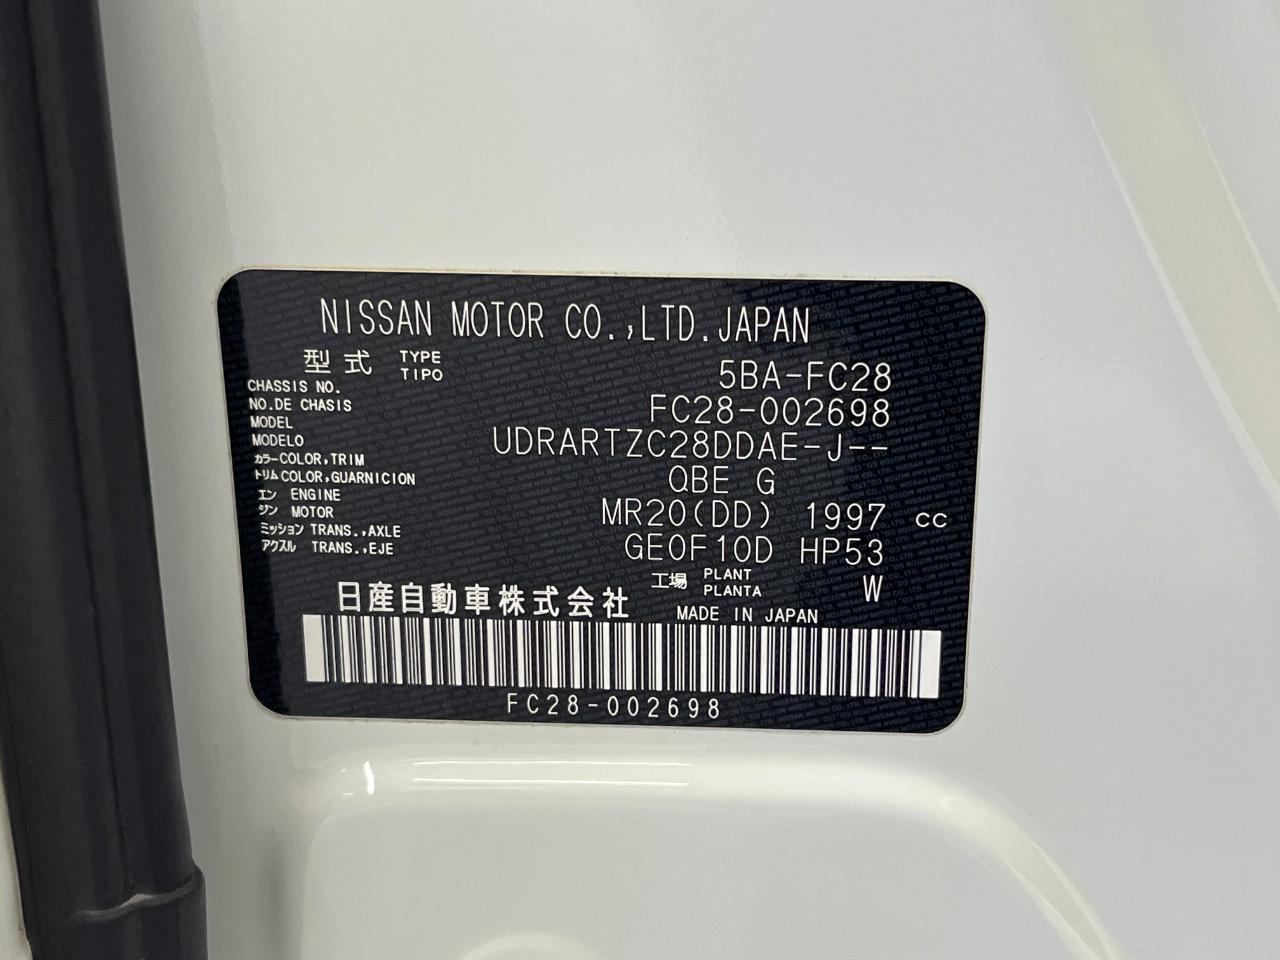 NISSAN MOTOR CO.,LTD.JAPAN
型式 TYPE TIPO 5BA-FC28
CHASSIS NO. NO.DE CHASIS FC28-002698
MODEL MODELO UDRARTZC28DDAE-J--
カラー COLOR,TRIM
トリム COLOR,GUARNICION QBE G
エンジン ENGINE MOTOR MR20(DD) 1997 cc
ミッション TRANS.,AXLE
アクスル TRANS.,EJE GE0F10D HP53
工場 PLANT PLANTA W
日産自動車株式会社 MADE IN JAPAN
FC28-002698